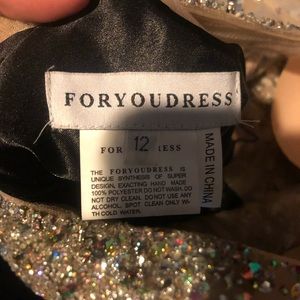 FORYOUDRESS
FOR 12 RESS
THE FORYOUDRESS IS
UNIQUE SYNTHESIS OF SUPER
DESIGN, EXACTING HAND MADE
100% POLYESTER DO NOT WASH. DO
NOT DRY CLEAN. DO NOT USE ANY
ALCOHOL. SPOT CLEAN ONLY WI-
TH COLD WATER.
MADE IN CHINA